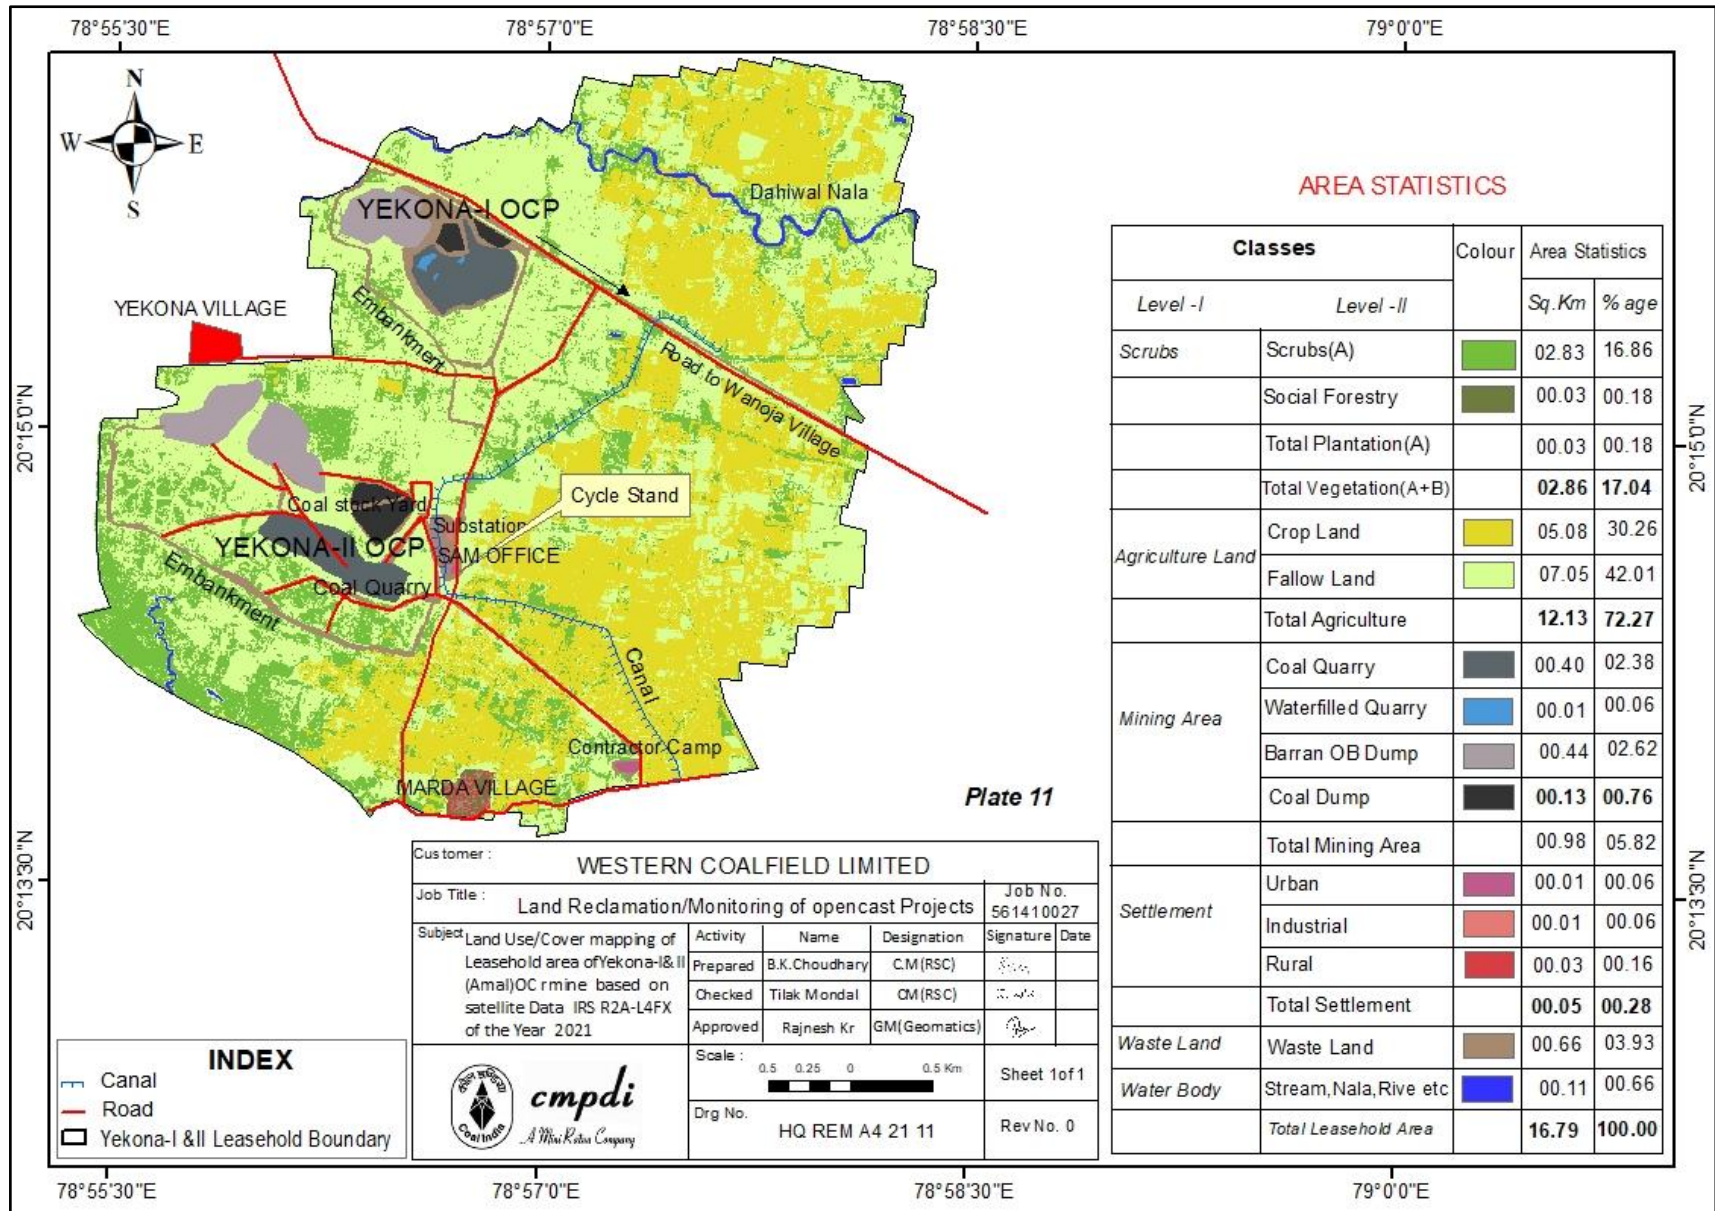 78°55'30"E
78°57'0"E
78°58'30"E
79°0'0"E
N
W
E
S
20°15'0"N
20°13'30"N
20°15'0"N
20°13'30"N
Dahiwal Nala
YEKONA-I OCP
YEKONA VILLAGE
Embankment
Road to Wanoja Village
Cycle Stand
Coal stock Yard
Substation
YEKONA-II OCP
SAM OFFICE
Embankment
Coal Quarry
Canal
Contractor Camp
MARDA VILLAGE
Plate 11
AREA STATISTICS
Classes Colour Area Statistics
Level -I Level -II Sq.Km % age
Scrubs Scrubs(A) 02.83 16.86
Social Forestry 00.03 00.18
Total Plantation(A) 00.03 00.18
Total Vegetation(A+B) 02.86 17.04
Agriculture Land
Crop Land 05.08 30.26
Fallow Land 07.05 42.01
Total Agriculture 12.13 72.27
Mining Area
Coal Quarry 00.40 02.38
Waterfilled Quarry 00.01 00.06
Barran OB Dump 00.44 02.62
Coal Dump 00.13 00.76
Total Mining Area 00.98 05.82
Settlement
Urban 00.01 00.06
Industrial 00.01 00.06
Rural 00.03 00.16
Total Settlement 00.05 00.28
Waste Land Waste Land 00.66 03.93
Water Body Stream,Nala,Rive etc 00.11 00.66
Total Leasehold Area 16.79 100.00
Customer : WESTERN COALFIELD LIMITED
Job Title : Land Reclamation/Monitoring of opencast Projects
Job No.
561410027
Subject Land Use/Cover mapping of
Leasehold area of Yekona-I& II
(Amal)OC rmine based on
satellite Data IRS R2A-L4FX
of the Year 2021
Activity Name Designation Signature Date
Prepared B.K.Choudhary C.M(RSC)
Checked Tilak Mondal CM(RSC)
Approved Rajnesh Kr GM(Geomatics)
Scale :
0.5 0.25 0 0.5 Km
Sheet 1of1
Drg No.
HQ REM A4 21 11
Rev No. 0
Coal India
cmpdi
A Mini Ratna Company
INDEX
Canal
Road
Yekona-I &II Leasehold Boundary
78°55'30"E
78°57'0"E
78°58'30"E
79°0'0"E